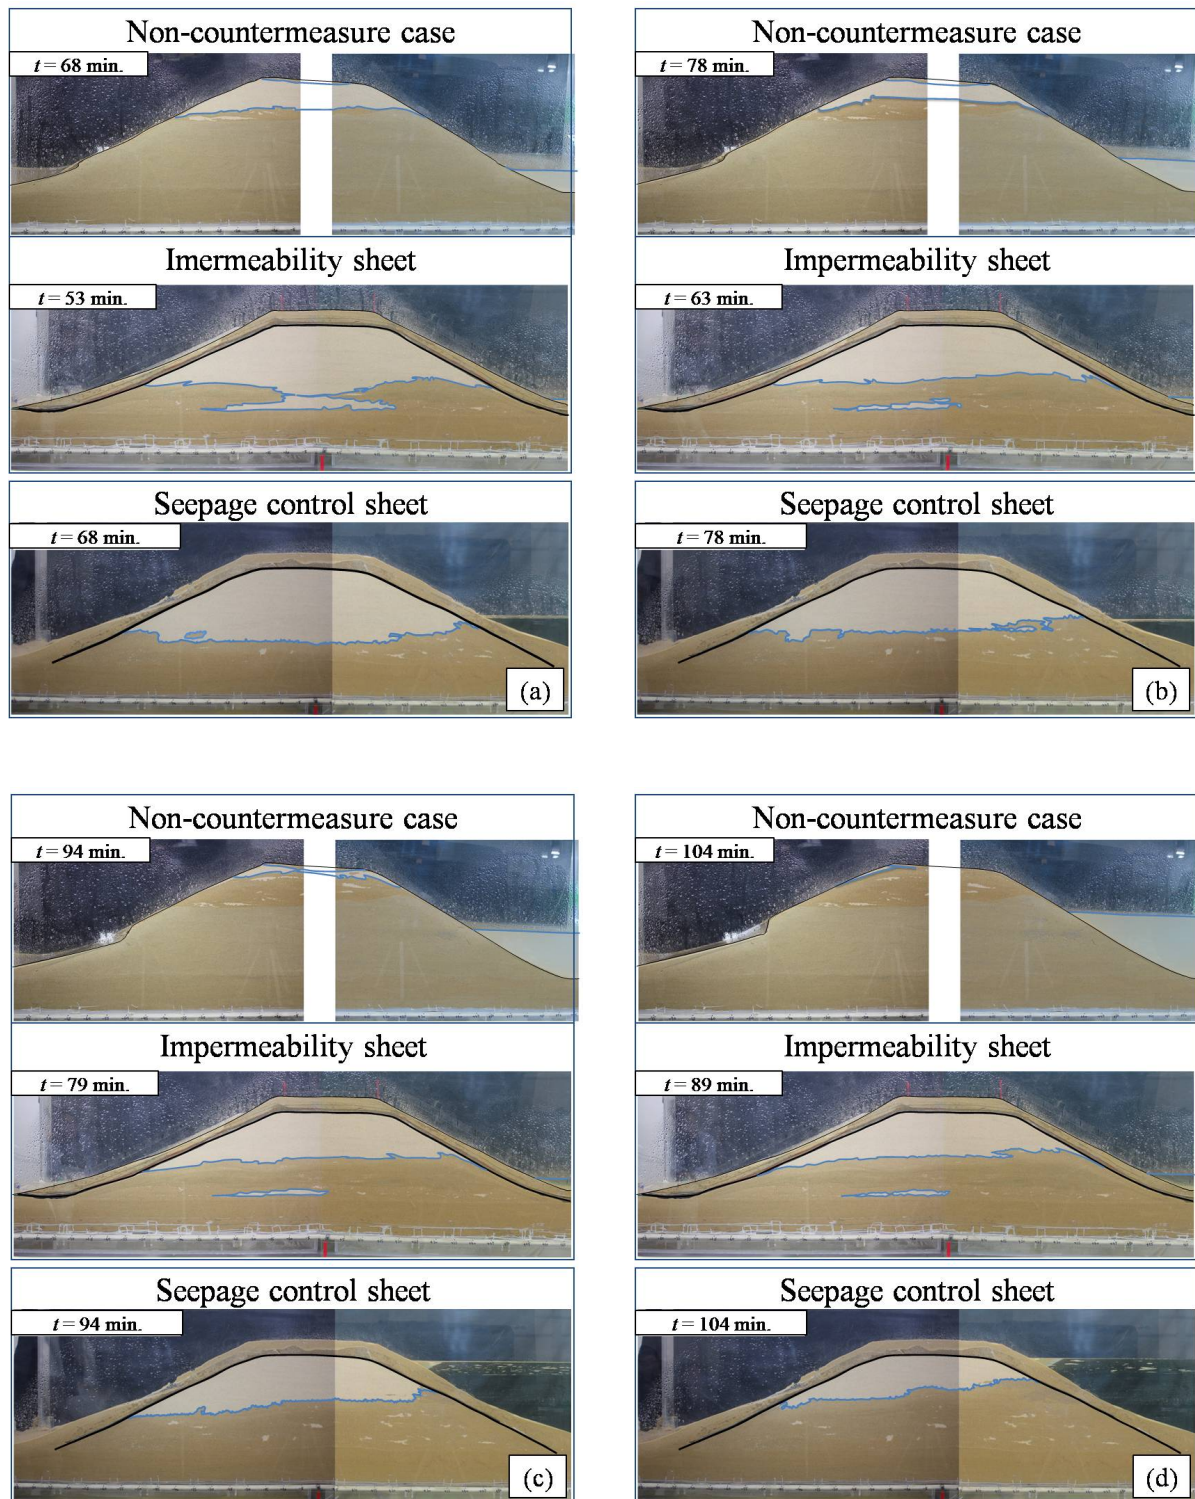 Non-countermeasure case
t = 68 min.
Imermeability sheet
t = 53 min.
Seepage control sheet
t = 68 min.
(a)
Non-countermeasure case
t = 78 min.
Impermeability sheet
t = 63 min.
Seepage control sheet
t = 78 min.
(b)
Non-countermeasure case
t = 94 min.
Impermeability sheet
t = 79 min.
Seepage control sheet
t = 94 min.
(c)
Non-countermeasure case
t = 104 min.
Impermeability sheet
t = 89 min.
Seepage control sheet
t = 104 min.
(d)